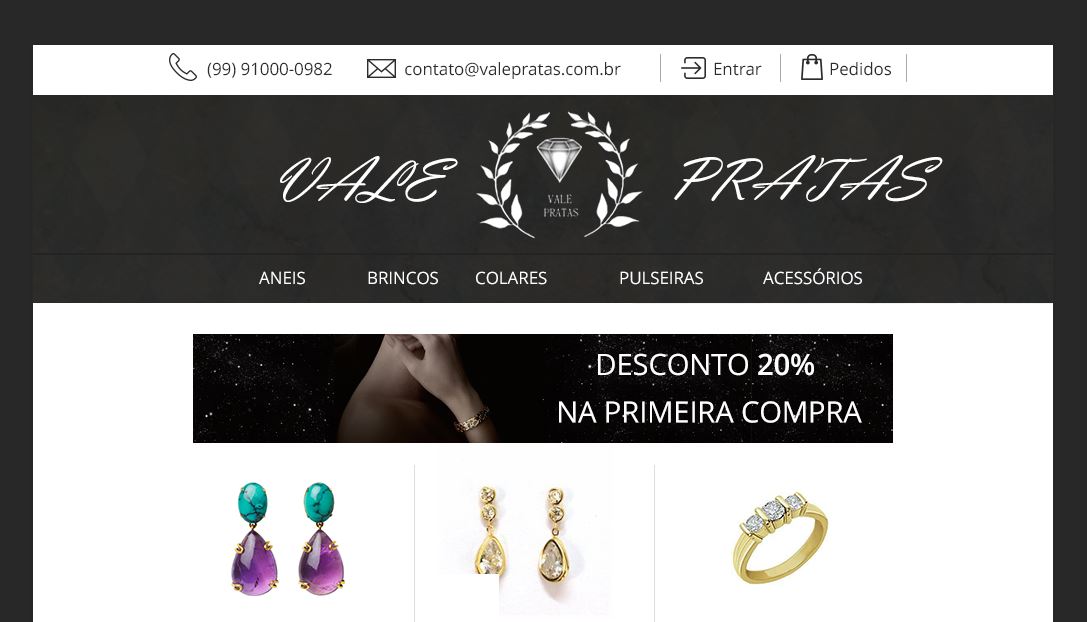 (99) 91000-0982 contato@valepratas.com.br Entrar Pedidos
VALE PRATAS
VALE
PRATAS
ANEIS BRINCOS COLARES PULSEIRAS ACESSÓRIOS
DESCONTO 20%
NA PRIMEIRA COMPRA